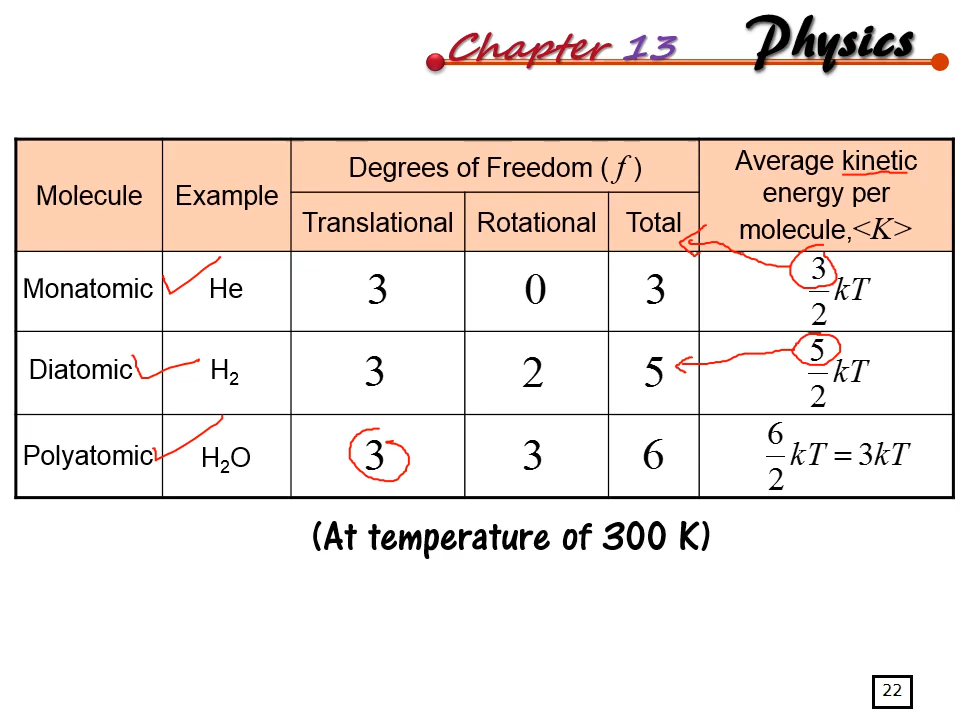 Chapter 13 Physics
Molecule Example Degrees of Freedom ( f ) Average kinetic energy per molecule,<K>
Translational Rotational Total
Monatomic He 3 0 3 3/2 kT
Diatomic H₂ 3 2 5 5/2 kT
Polyatomic H₂O 3 3 6 6/2 kT = 3kT
(At temperature of 300 K)
22